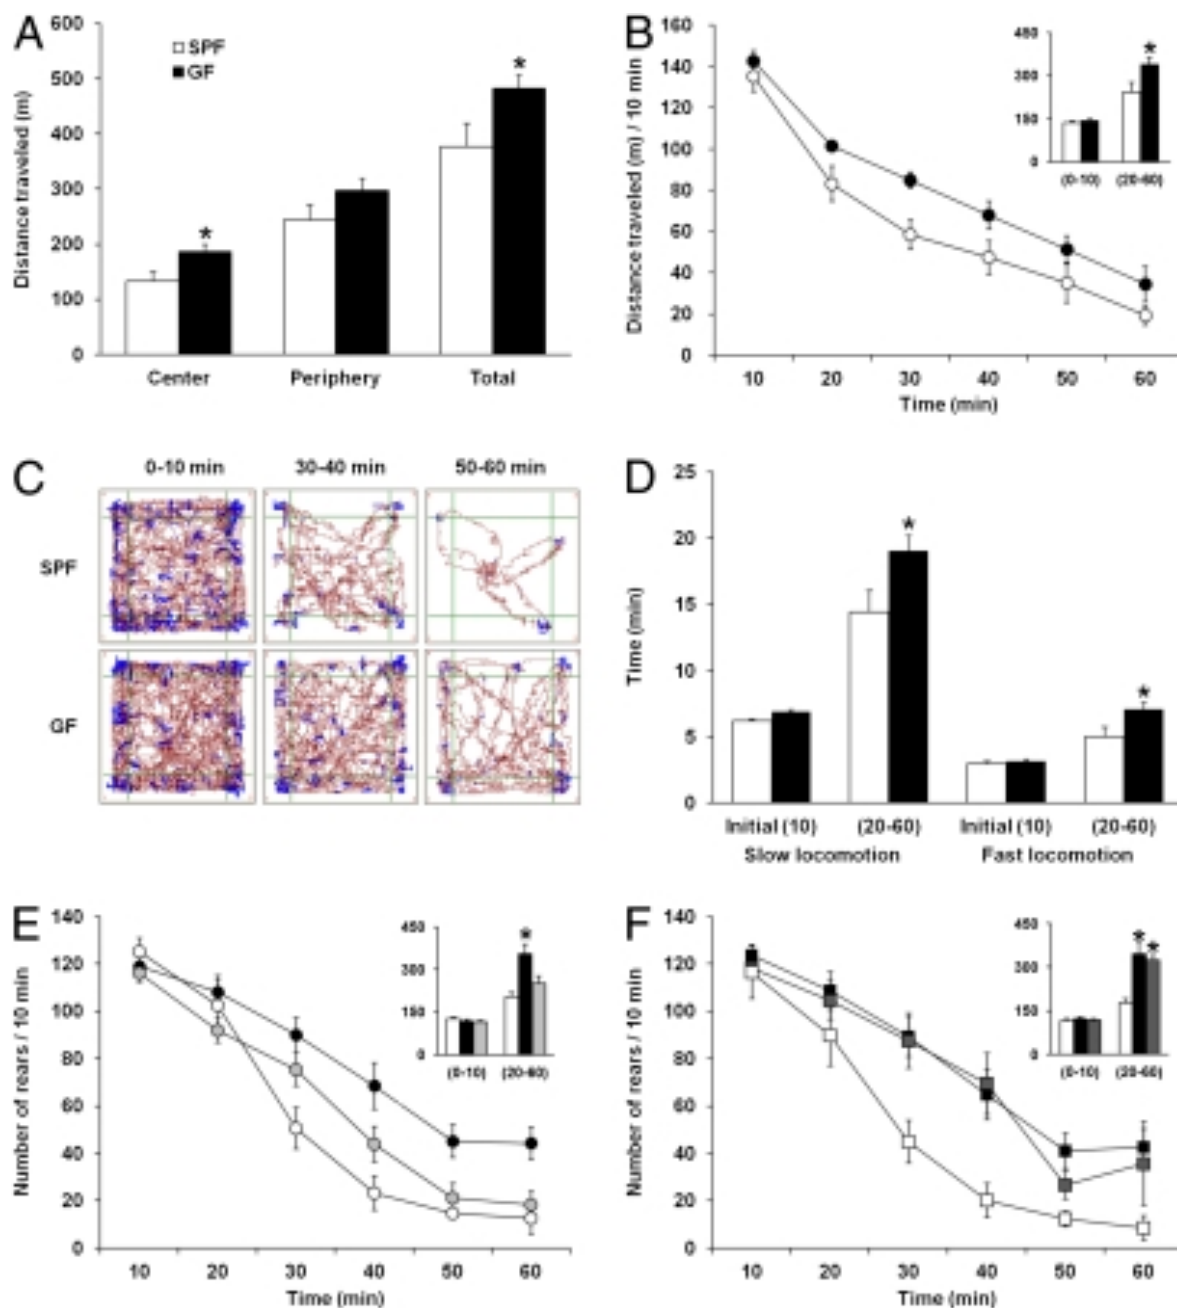 A
600
500
400
300
200
100
0
Distance traveled (m)
SPF
GF
*
*
Center Periphery Total
B
160
140
120
100
80
60
40
20
0
Distance traveled (m) / 10 min
10 20 30 40 50 60
Time (min)
450
300
150
0
*
(0-10) (20-60)
C
0-10 min 30-40 min 50-60 min
SPF
GF
D
25
20
15
10
5
0
Time (min)
*
*
Initial (10) (20-60) Initial (10) (20-60)
Slow locomotion Fast locomotion
E
140
120
100
80
60
40
20
0
Number of rears / 10 min
10 20 30 40 50 60
Time (min)
450
300
150
0
*
(0-10) (20-60)
F
140
120
100
80
60
40
20
0
Number of rears / 10 min
10 20 30 40 50 60
Time (min)
450
300
150
0
* *
(0-10) (20-60)